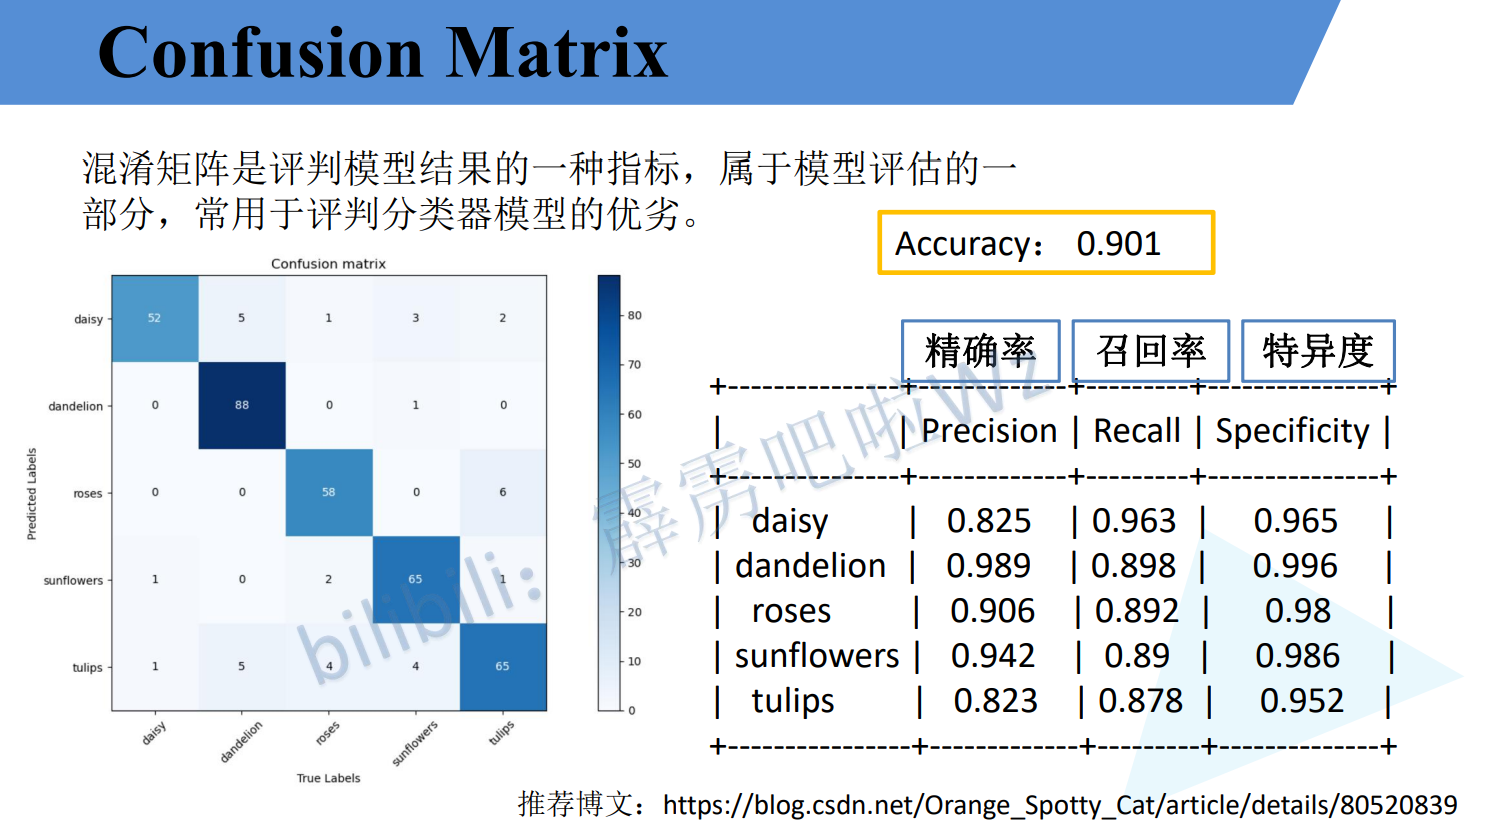 Confusion Matrix
混淆矩阵是评判模型结果的一种指标，属于模型评估的一
部分，常用于评判分类器模型的优劣。
Accuracy： 0.901
Confusion matrix
daisy 52 5 1 3 2
dandelion 0 88 0 1 0
roses 0 0 58 0 6
sunflowers 1 0 2 65 1
tulips 1 5 4 4 65
daisy dandelion roses sunflowers tulips
Predicted Labels
True Labels
80
70
60
50
40
30
20
10
0
精确率 召回率 特异度
+---------------+-------------+---------+---------------+
| | Precision | Recall | Specificity |
+---------------+-------------+---------+---------------+
| daisy | 0.825 | 0.963 | 0.965 |
| dandelion | 0.989 | 0.898 | 0.996 |
| roses | 0.906 | 0.892 | 0.98 |
| sunflowers | 0.942 | 0.89 | 0.986 |
| tulips | 0.823 | 0.878 | 0.952 |
+----------------+-------------+---------+--------------+
bilibili：霹雳吧啦Wz
推荐博文：https://blog.csdn.net/Orange_Spotty_Cat/article/details/80520839